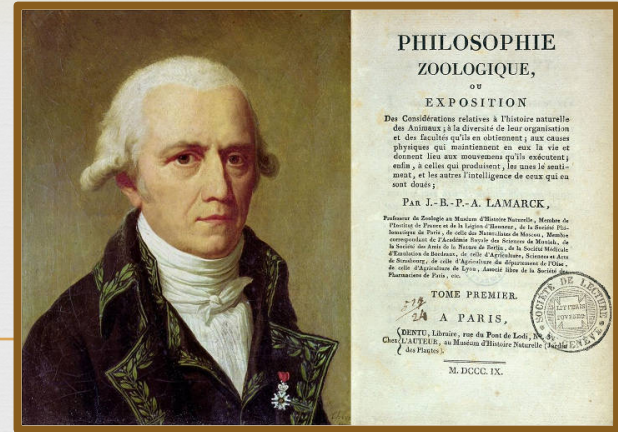 PHILOSOPHIE
ZOOLOGIQUE,
OU
EXPOSITION
Des Considérations relatives à l'histoire naturelle
des Animaux; à la diversité de leur organisation
et des facultés qu'ils en obtiennent; aux causes
physiques qui maintiennent en eux la vie et
donnent lieu aux mouvemens qu'ils exécutent;
enfin, à celles qui produisent, les unes le senti-
ment, et les autres l'intelligence de ceux qui en
sont doués;
PAR J.-B.-P.-A. LAMARCK,
Professeur de Zoologie au Muséum d'Histoire Naturelle, Membre de
l'Institut de France et de la Légion d'Honneur, de la Société Phi-
lomatique de Paris, de celle des Naturalistes de Moscou, Membre
correspondant de l'Académie Royale des Sciences de Munich, de
la Société des Amis de la Nature de Berlin, de la Société Médicale
d'Émulation de Bordeaux, de celle d'Agriculture, Sciences et Arts
de Strasbourg, de celle d'Agriculture du département de l'Oise,
de celle d'Agriculture de Lyon, Associé libre de la Société des
Pharmaciens de Paris, etc.
TOME PREMIER.
A PARIS,
DENTU, Libraire, rue du Pont de Lodi, N°.
Chez L'AUTEUR, au Muséum d'Histoire Naturelle (Jardin
des Plantes).
M. DCCC. IX.
SOCIÉTÉ DE LECTURE
GENÈVE